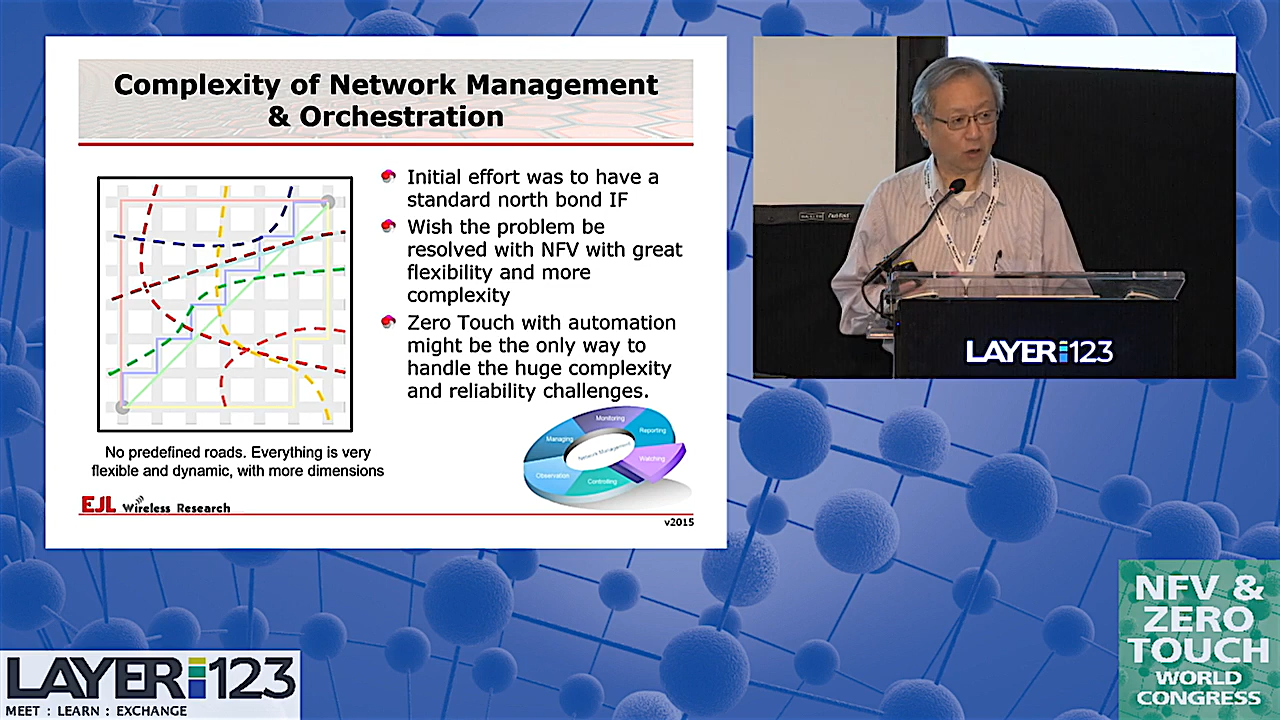 Complexity of Network Management
& Orchestration
Initial effort was to have a
standard north bond IF
Wish the problem be
resolved with NFV with great
flexibility and more
complexity
Zero Touch with automation
might be the only way to
handle the huge complexity
and reliability challenges.
No predefined roads. Everything is very
flexible and dynamic, with more dimensions
Monitoring
Reporting
Managing
Network Management
Watching
Observation
Controlling
EJL Wireless Research
v2015
LAYER123
LAYER123
MEET : LEARN : EXCHANGE
NFV &
ZERO
TOUCH
WORLD
CONGRESS